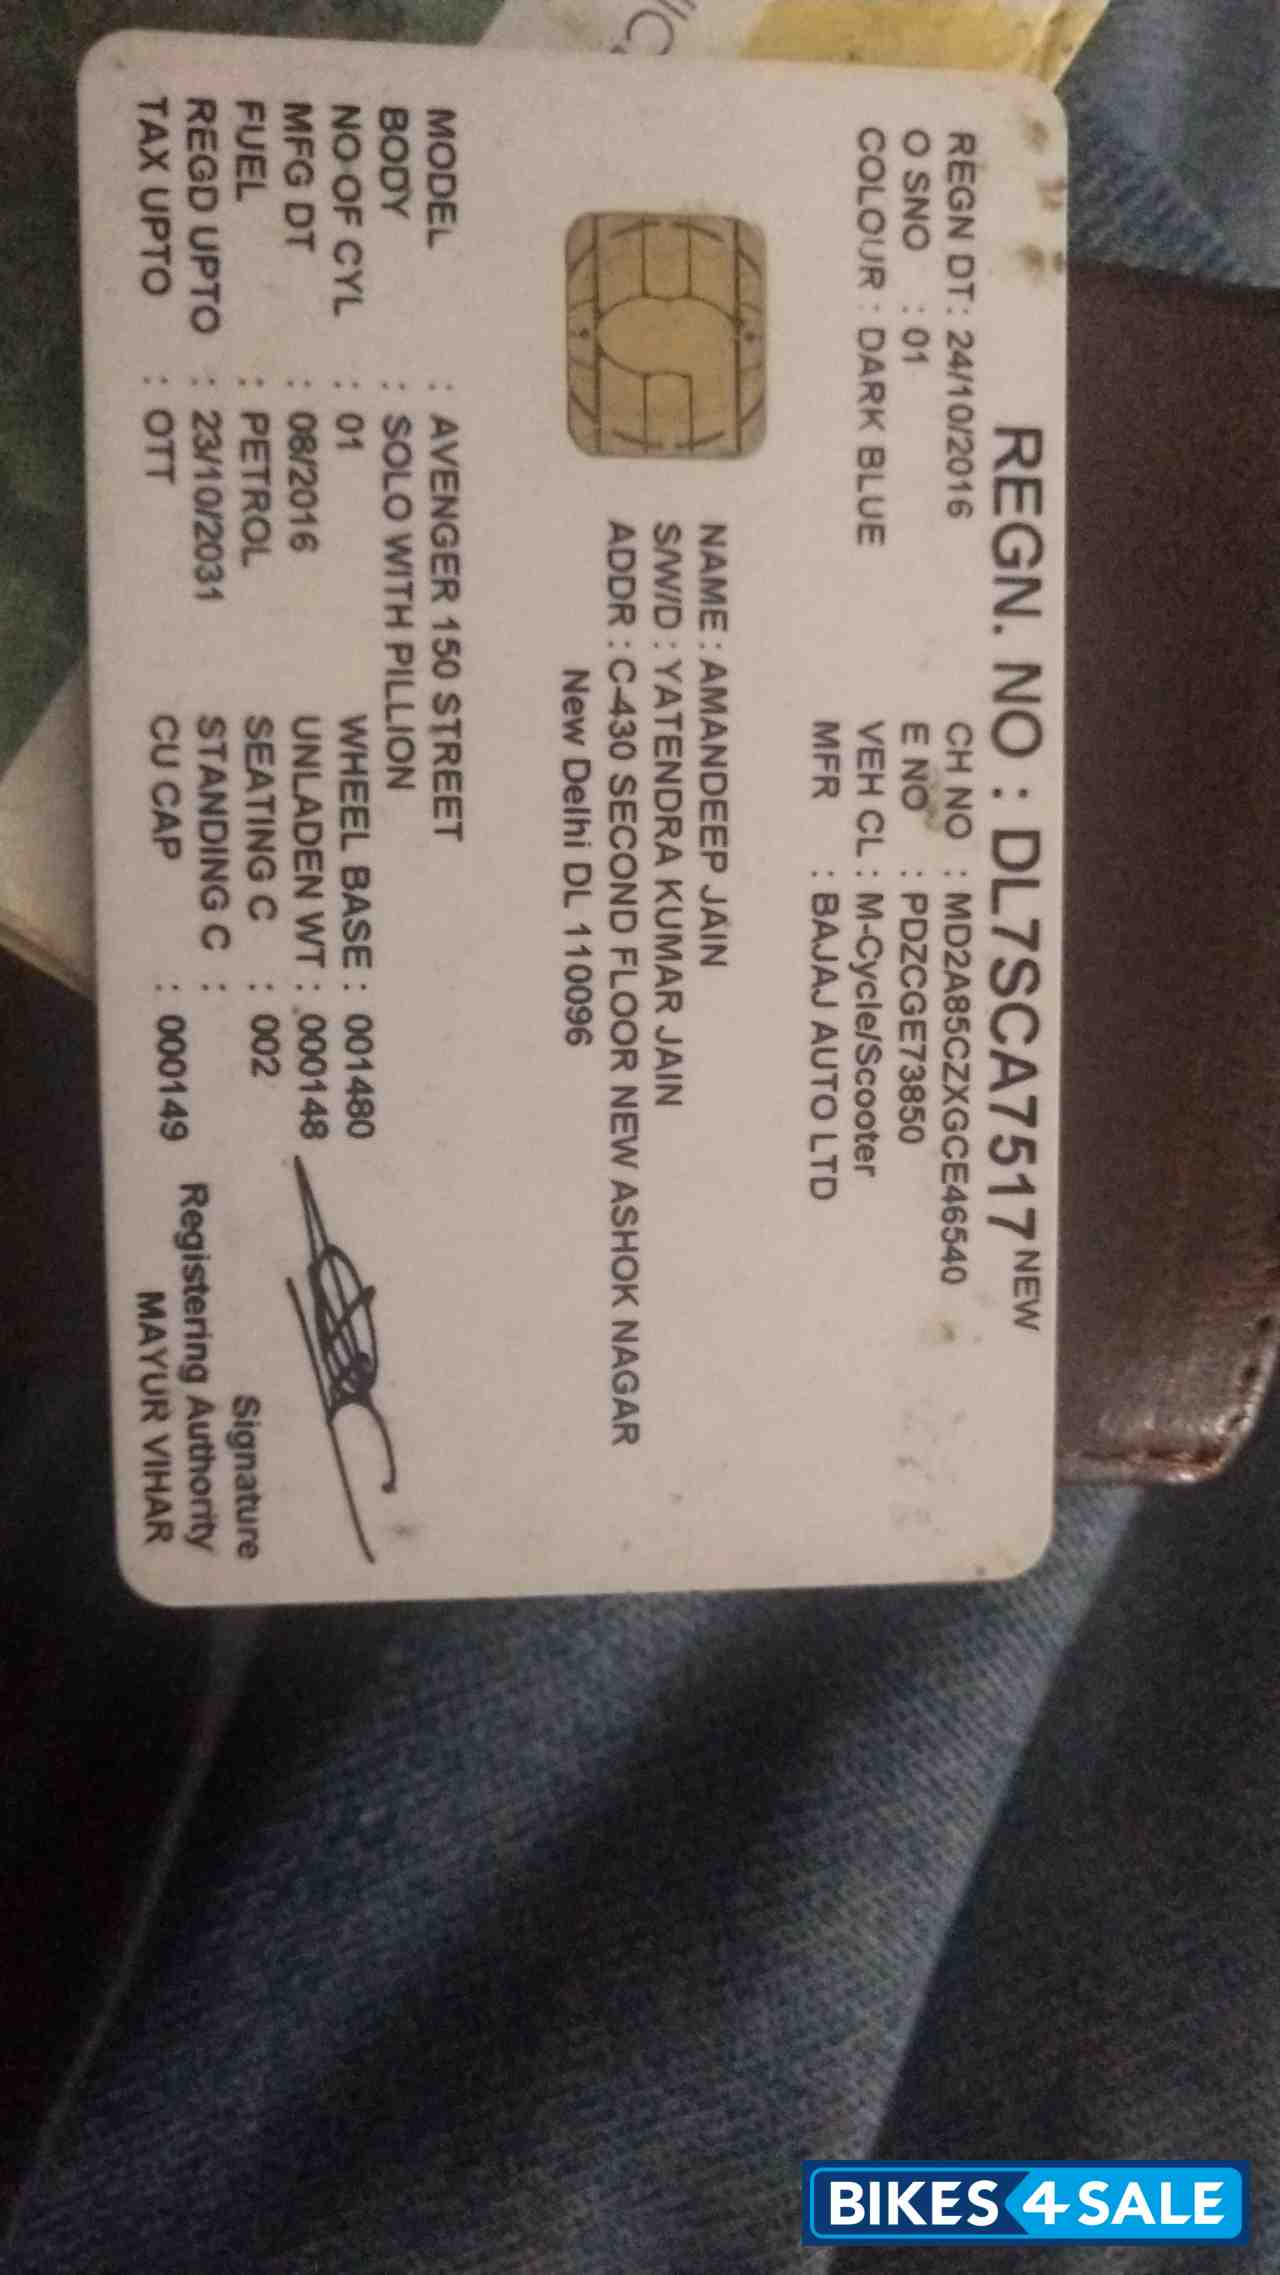 REGN. NO : DL7SCA7517 NEW
REGN DT : 24/10/2016 CH NO : MD2A85CZXGCE46540
O SNO : 01 E NO : PDZCGE73850
COLOUR : DARK BLUE VEH CL : M-Cycle/Scooter
MFR : BAJAJ AUTO LTD
NAME : AMANDEEP JAIN
S/W/D : YATENDRA KUMAR JAIN
ADDR : C-430 SECOND FLOOR NEW ASHOK NAGAR
New Delhi DL 110096
MODEL : AVENGER 150 STREET
BODY : SOLO WITH PILLION
NO OF CYL : 01 WHEEL BASE : 001480
MFG DT : 08/2016 UNLADEN WT : 000148
FUEL : PETROL SEATING C : 002
REGD UPTO : 23/10/2031 STANDING C :
TAX UPTO : OTT CU CAP : 000149
Signature
Registering Authority
MAYUR VIHAR
BIKES4SALE